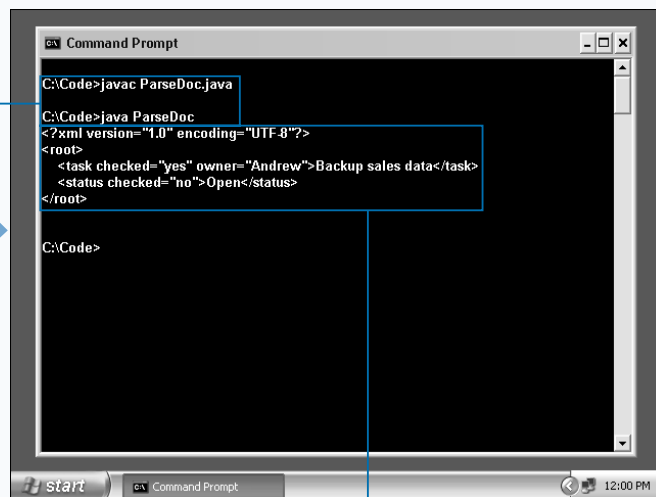 Command Prompt
C:\Code>javac ParseDoc.java
C:\Code>java ParseDoc
<?xml version="1.0" encoding="UTF-8"?>
<root>
<task checked="yes" owner="Andrew">Backup sales data</task>
<status checked="no">Open</status>
</root>
C:\Code>
start
Command Prompt
12:00 PM